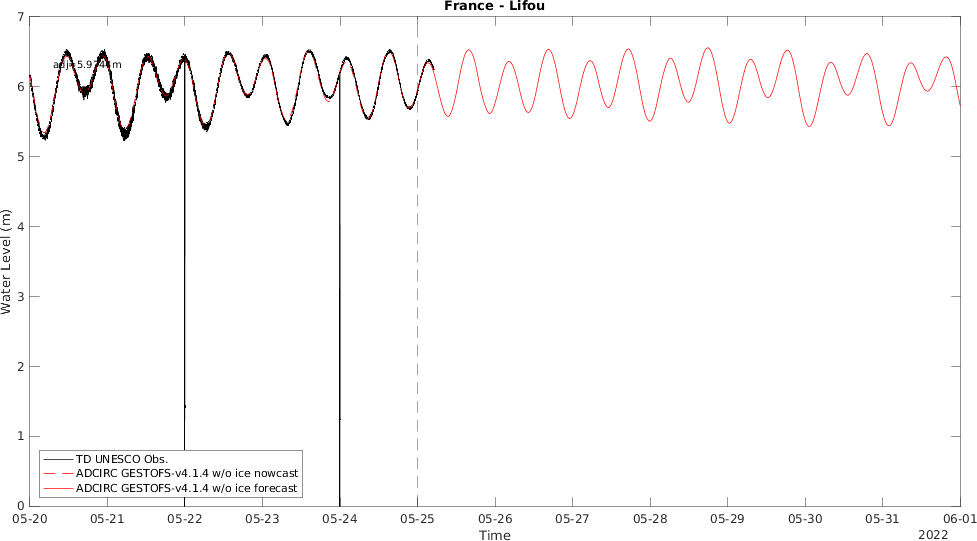 France - Lifou
7
6
5
4
3
2
1
0
Water Level (m)
TD UNESCO Obs.
ADCIRC GESTOFS-v4.1.4 w/o ice nowcast
ADCIRC GESTOFS-v4.1.4 w/o ice forecast
05-20 05-21 05-22 05-23 05-24 05-25 05-26 05-27 05-28 05-29 05-30 05-31 06-01
Time
2022